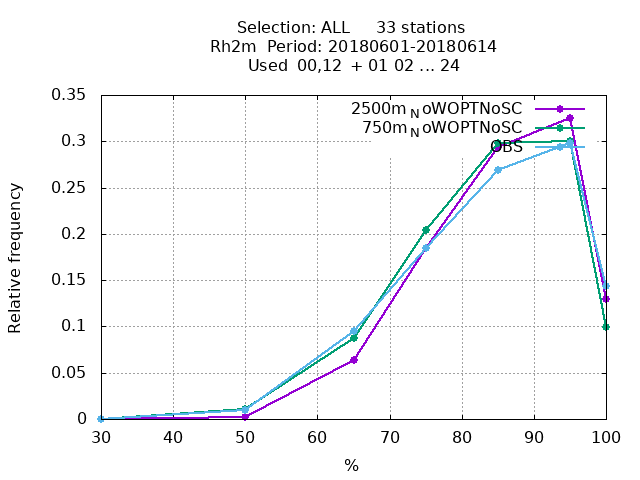 Selection: ALL 33 stations
Rh2m Period: 20180601-20180614
Used 00,12 + 01 02 ... 24
2500m_NoWOPTNoSC
750m_NoWOPTNoSC
OBS
0.35
0.3
0.25
0.2
0.15
0.1
0.05
0
Relative frequency
30 40 50 60 70 80 90 100
%